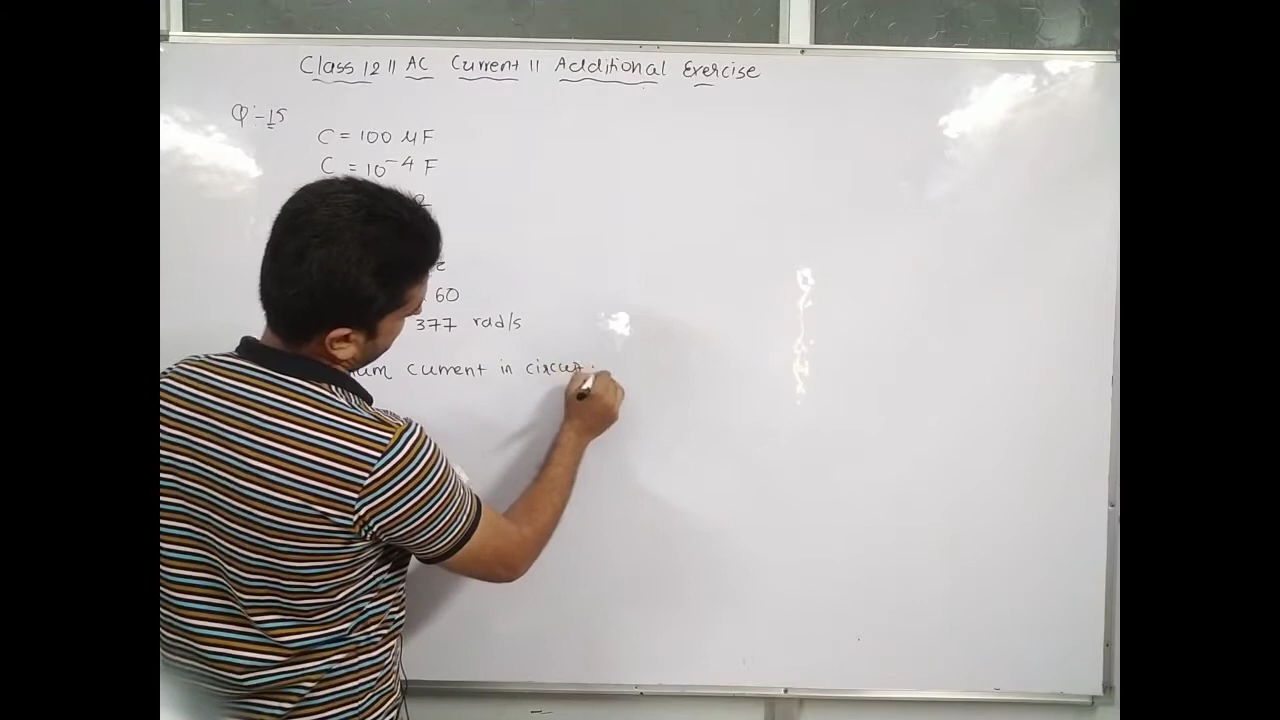 Class 12 || AC Current || Additional Exercise
Q:-15
C = 100 μF
C = 10⁻⁴ F
60
377 rad/s
current in circuit